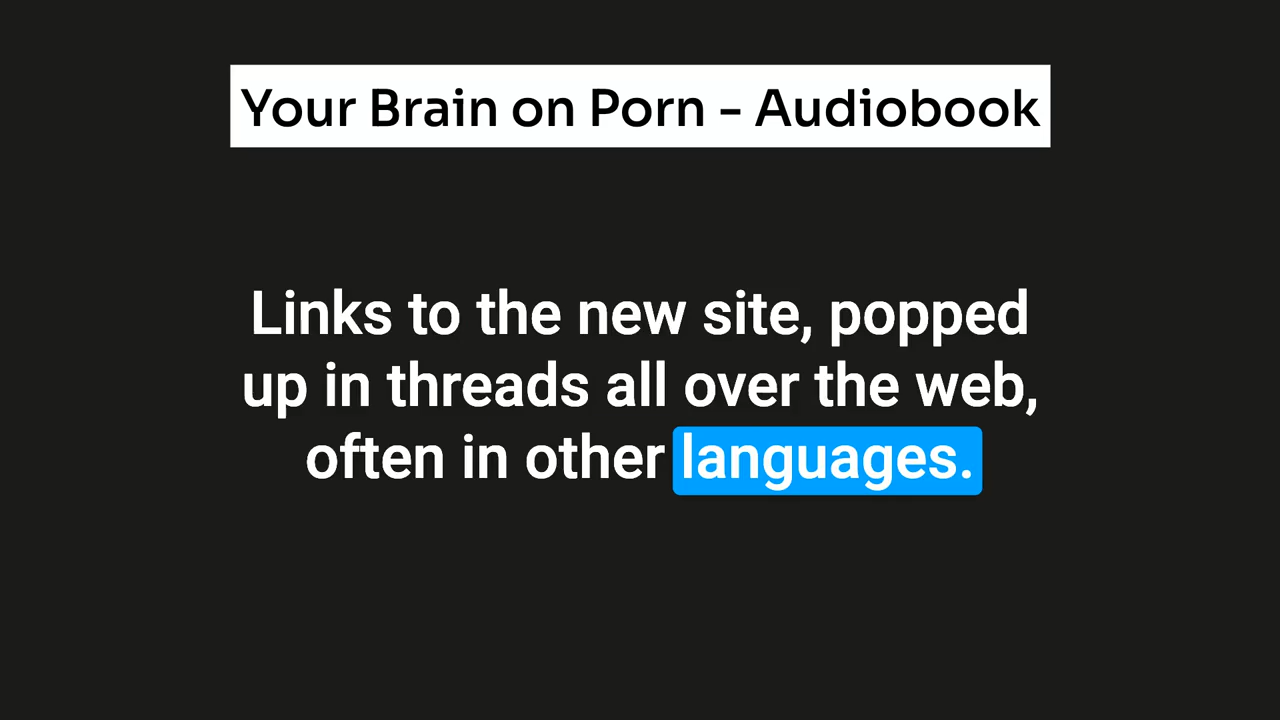 Your Brain on Porn - Audiobook
Links to the new site, popped
up in threads all over the web,
often in other languages.